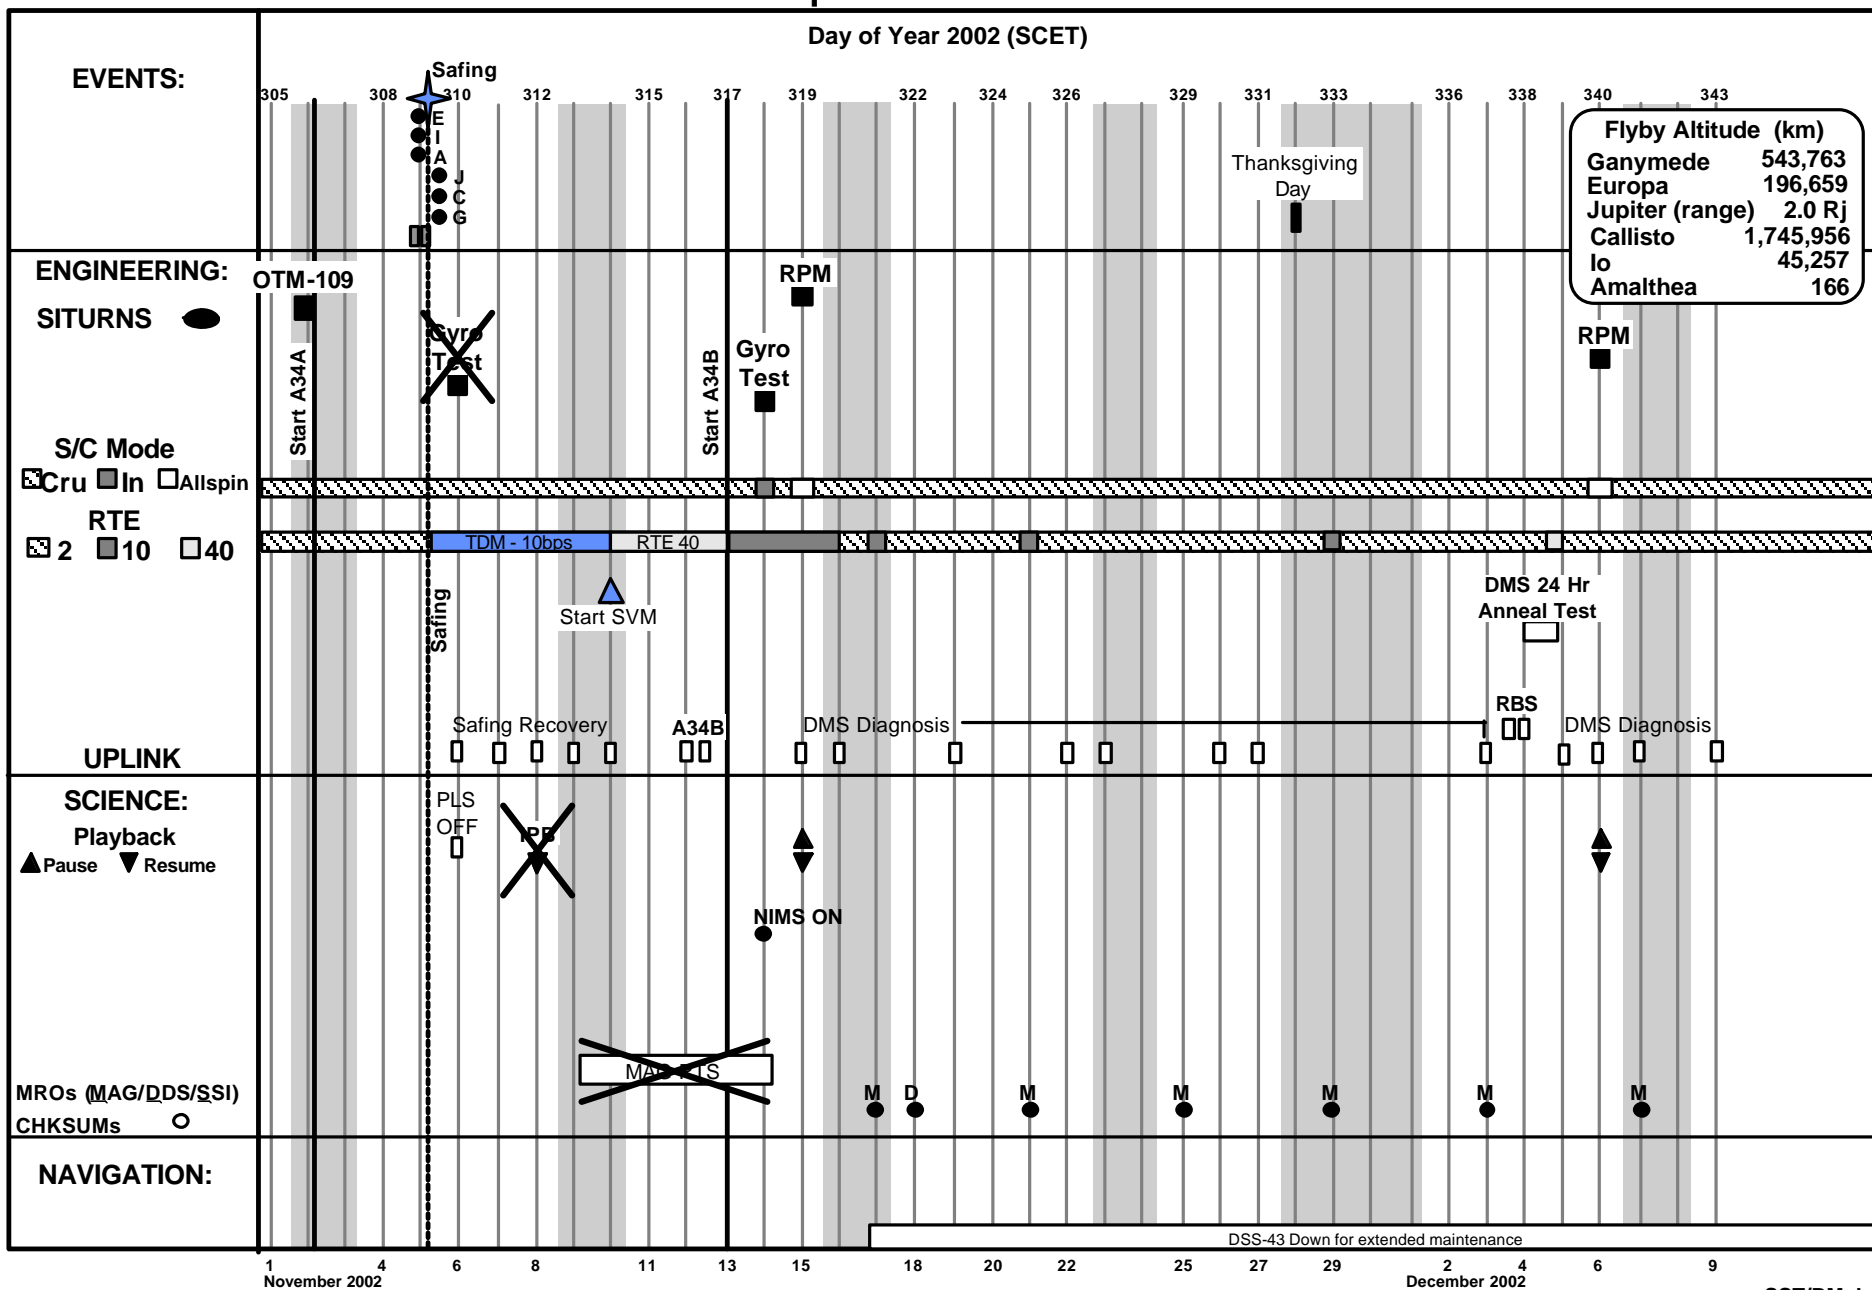 Day of Year 2002 (SCET)
EVENTS:
Safing
305 308 310 312 315 317 319 322 324 326 329 331 333 336 338 340 343
E
I
A
J
C
G
Thanksgiving
Day
Flyby Altitude (km)
Ganymede 543,763
Europa 196,659
Jupiter (range) 2.0 Rj
Callisto 1,745,956
Io 45,257
Amalthea 166
ENGINEERING:
SITURNS
OTM-109
Start A34A
Gyro
Test
Start A34B
RPM
Gyro
Test
RPM
S/C Mode
Cru In Allspin
RTE
2 10 40
TDM - 10bps
RTE 40
Start SVM
Safing
DMS 24 Hr
Anneal Test
RBS
Safing Recovery
A34B
DMS Diagnosis
DMS Diagnosis
UPLINK
SCIENCE:
Playback
Pause Resume
PLS
OFF
NIMS ON
MROs (MAG/DDS/SSI)
CHKSUMs
M D M M M M M
NAVIGATION:
DSS-43 Down for extended maintenance
1 4 6 8 11 13 15 18 20 22 25 27 29 2 4 6 9
November 2002
December 2002